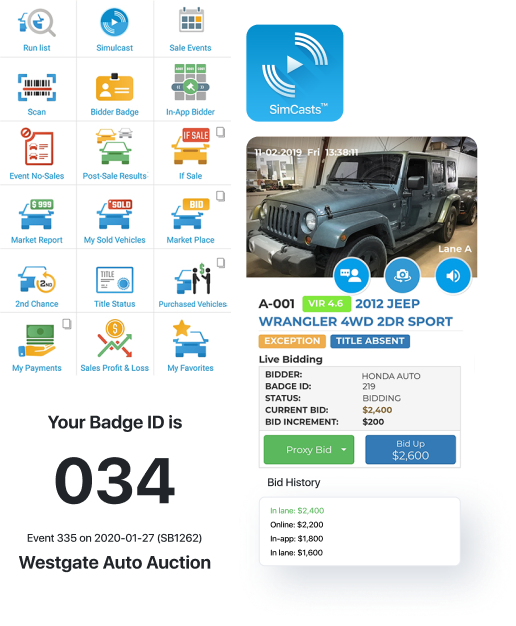 Run list
Simulcast
Sale Events
Scan
Bidder Badge
In-App Bidder
Event No-Sales
Post-Sale Results
IF SALE
If Sale
$ 999
Market Report
SOLD
My Sold Vehicles
BID
Market Place
2ND
2nd Chance
TITLE
Title Status
Purchased Vehicles
My Payments
Sales Profit & Loss
My Favorites
Your Badge ID is
034
Event 335 on 2020-01-27 (SB1262)
Westgate Auto Auction
SimCasts™
11-02-2019 Fri 13:38:11
Lane A
A-001 VIR 4.6 2012 JEEP
WRANGLER 4WD 2DR SPORT
EXCEPTION TITLE ABSENT
Live Bidding
BIDDER: HONDA AUTO
BADGE ID: 219
STATUS: BIDDING
CURRENT BID: $2,400
BID INCREMENT: $200
Proxy Bid
Bid Up
$2,600
Bid History
In lane: $2,400
Online: $2,200
In-app: $1,800
In lane: $1,600